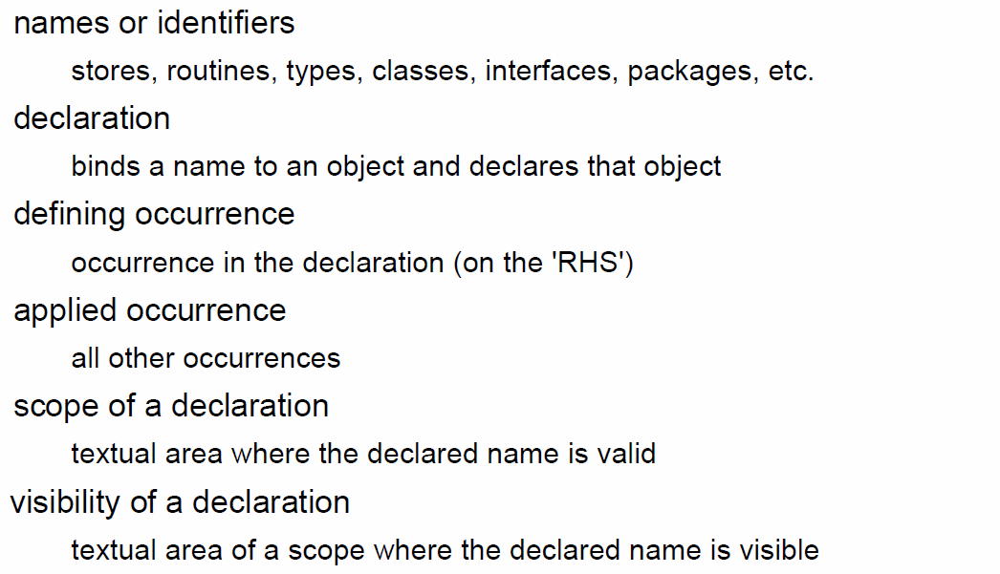 names or identifiers
stores, routines, types, classes, interfaces, packages, etc.
declaration
binds a name to an object and declares that object
defining occurrence
occurrence in the declaration (on the 'RHS')
applied occurrence
all other occurrences
scope of a declaration
textual area where the declared name is valid
visibility of a declaration
textual area of a scope where the declared name is visible